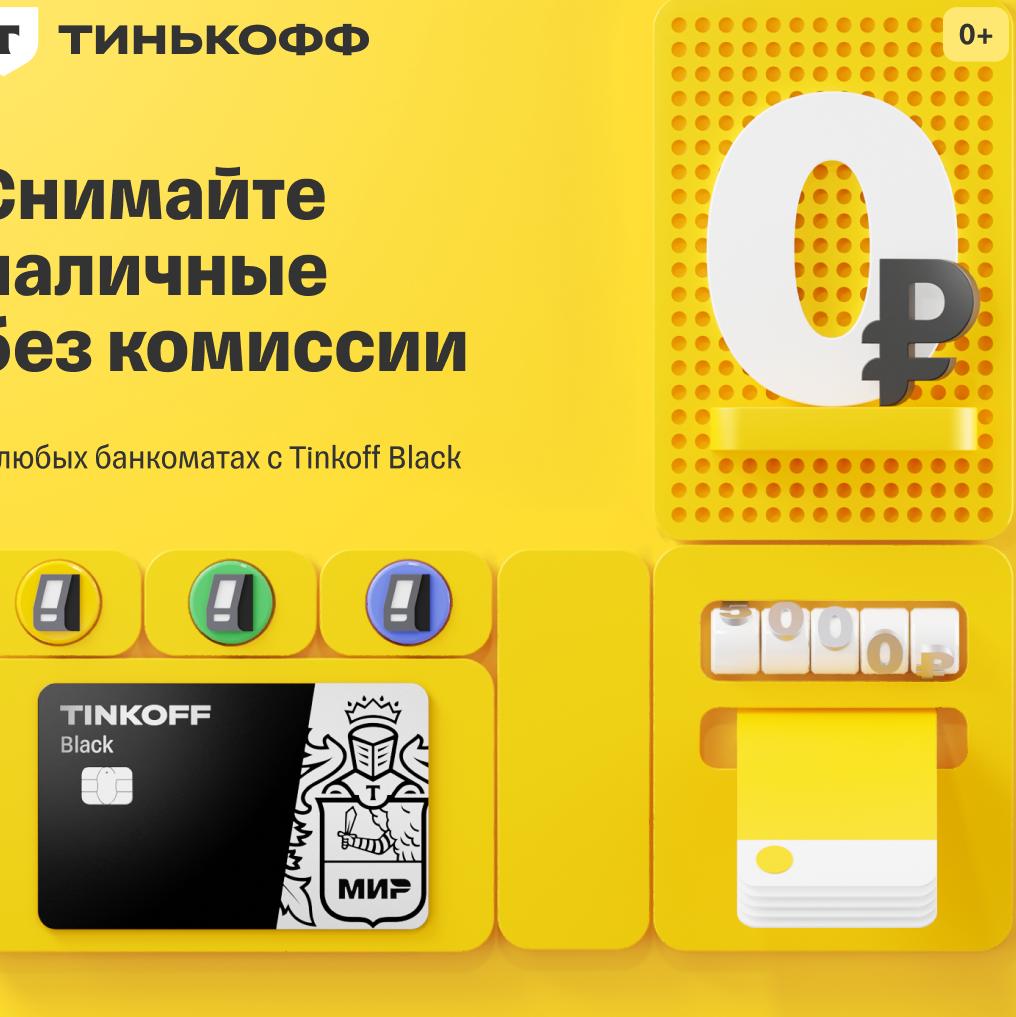 Т ТИНЬКОФФ
0+
Снимайте
наличные
без комиссии
любых банкоматах с Tinkoff Black
0₽
5000₽
TINKOFF
Black
Т
МИР